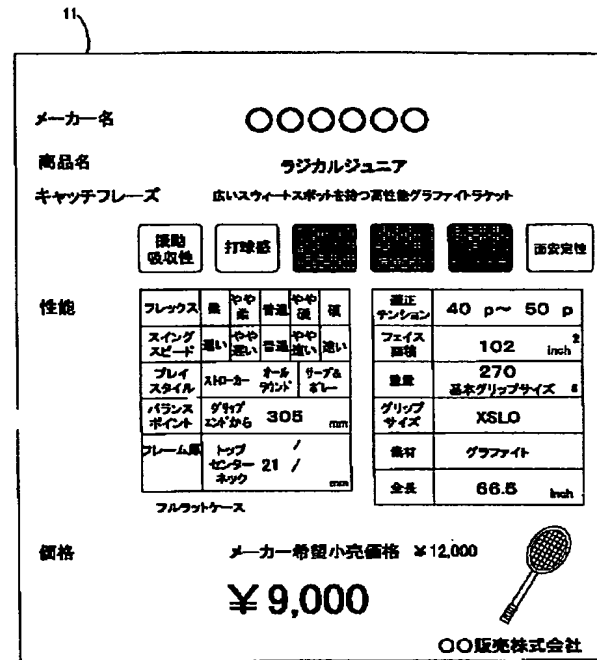 11
メーカー名 ○○○○○○
商品名 ラジカルジュニア
キャッチフレーズ 広いスウィートスポットを持つ高性能グラファイトラケット
振動吸収性 打球感 面安定性
性能
フレックス 柔 やや柔 普通 やや硬 硬
スイングスピード 遅い やや遅い 普通 やや速い 速い
プレイスタイル ストローカー オールラウンド サーブ&ボレー
バランスポイント グリップエンドから 305 mm
フレーム厚 トップ / センター 21 / ネック mm
適正テンション 40 p〜 50 p
フェイス面積 102 inch2
重量 270 基本グリップサイズ g
グリップサイズ XSLO
素材 グラファイト
全長 66.5 inch
フルラットケース
価格 メーカー希望小売価格 ¥12,000
¥9,000
○○販売株式会社